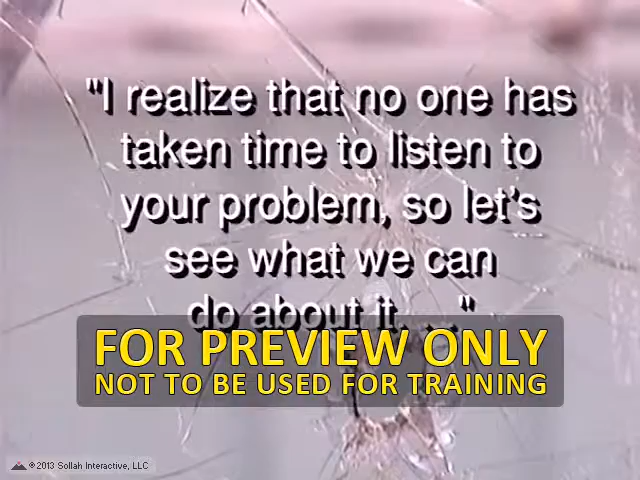 "I realize that no one has
taken time to listen to
your problem, so let's
see what we can
do about it. ..."
FOR PREVIEW ONLY
NOT TO BE USED FOR TRAINING
©2013 Sollah Interactive, LLC